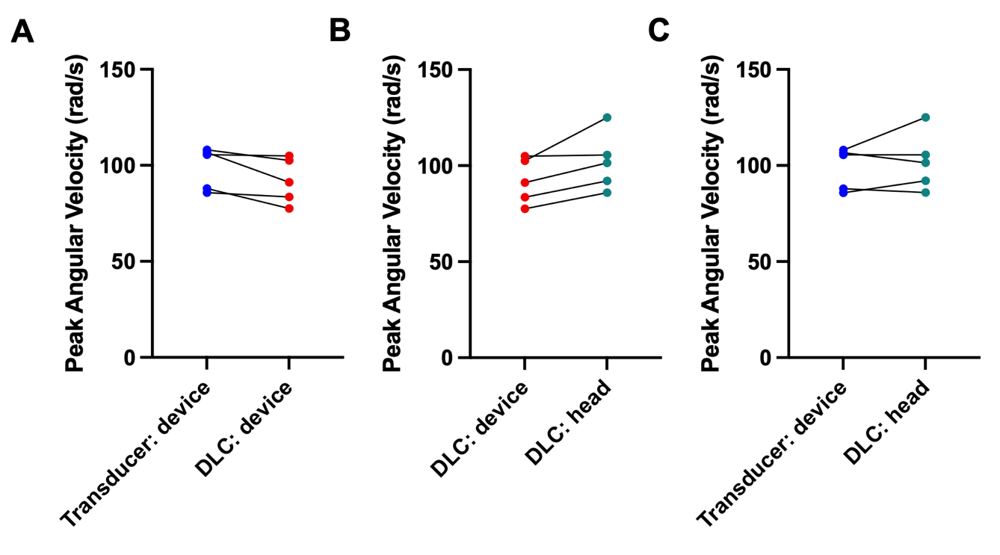 A
Peak Angular Velocity (rad/s)
150
100
50
0
Transducer: device
DLC: device
B
Peak Angular Velocity (rad/s)
150
100
50
0
DLC: device
DLC: head
C
Peak Angular Velocity (rad/s)
150
100
50
0
Transducer: device
DLC: head